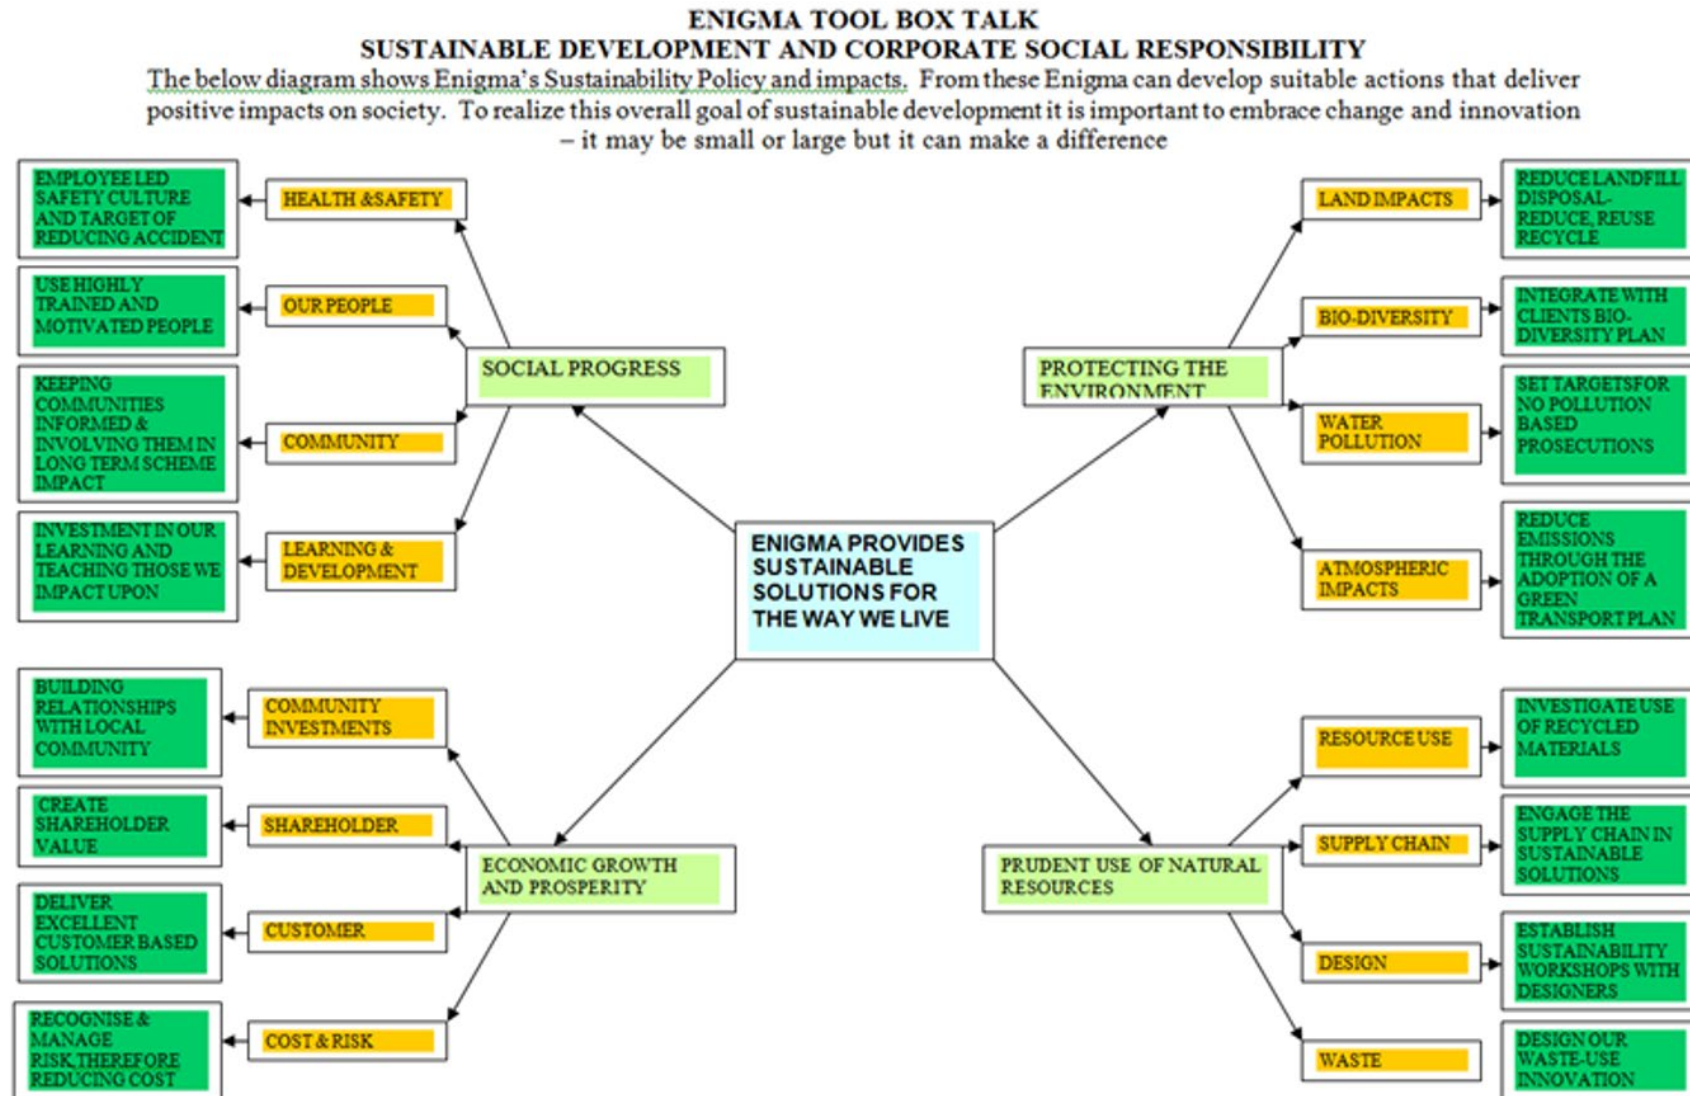 ENIGMA TOOL BOX TALK
SUSTAINABLE DEVELOPMENT AND CORPORATE SOCIAL RESPONSIBILITY
The below diagram shows Enigma's Sustainability Policy and impacts. From these Enigma can develop suitable actions that deliver
positive impacts on society. To realize this overall goal of sustainable development it is important to embrace change and innovation
– it may be small or large but it can make a difference
EMPLOYEE LED
SAFETY CULTURE
AND TARGET OF
REDUCING ACCIDENT
HEALTH &SAFETY
USE HIGHLY
TRAINED AND
MOTIVATED PEOPLE
OUR PEOPLE
SOCIAL PROGRESS
KEEPING
COMMUNITIES
INFORMED &
INVOLVING THEM IN
LONG TERM SCHEME
IMPACT
COMMUNITY
INVESTMENT IN OUR
LEARNING AND
TEACHING THOSE WE
IMPACT UPON
LEARNING &
DEVELOPMENT
LAND IMPACTS
REDUCE LANDFILL
DISPOSAL-
REDUCE, REUSE
RECYCLE
BIO-DIVERSITY
INTEGRATE WITH
CLIENTS BIO-
DIVERSITY PLAN
PROTECTING THE
ENVIRONMENT
WATER
POLLUTION
SET TARGETS FOR
NO POLLUTION
BASED
PROSECUTIONS
ATMOSPHERIC
IMPACTS
REDUCE
EMISSIONS
THROUGH THE
ADOPTION OF A
GREEN
TRANSPORT PLAN
ENIGMA PROVIDES
SUSTAINABLE
SOLUTIONS FOR
THE WAY WE LIVE
BUILDING
RELATIONSHIPS
WITH LOCAL
COMMUNITY
COMMUNITY
INVESTMENTS
CREATE
SHAREHOLDER
VALUE
SHAREHOLDER
ECONOMIC GROWTH
AND PROSPERITY
DELIVER
EXCELLENT
CUSTOMER BASED
SOLUTIONS
CUSTOMER
RECOGNISE &
MANAGE
RISK,THEREFORE
REDUCING COST
COST & RISK
RESOURCE USE
INVESTIGATE USE
OF RECYCLED
MATERIALS
SUPPLY CHAIN
ENGAGE THE
SUPPLY CHAIN IN
SUSTAINABLE
SOLUTIONS
PRUDENT USE OF NATURAL
RESOURCES
DESIGN
ESTABLISH
SUSTAINABILITY
WORKSHOPS WITH
DESIGNERS
WASTE
DESIGN OUR
WASTE-USE
INNOVATION